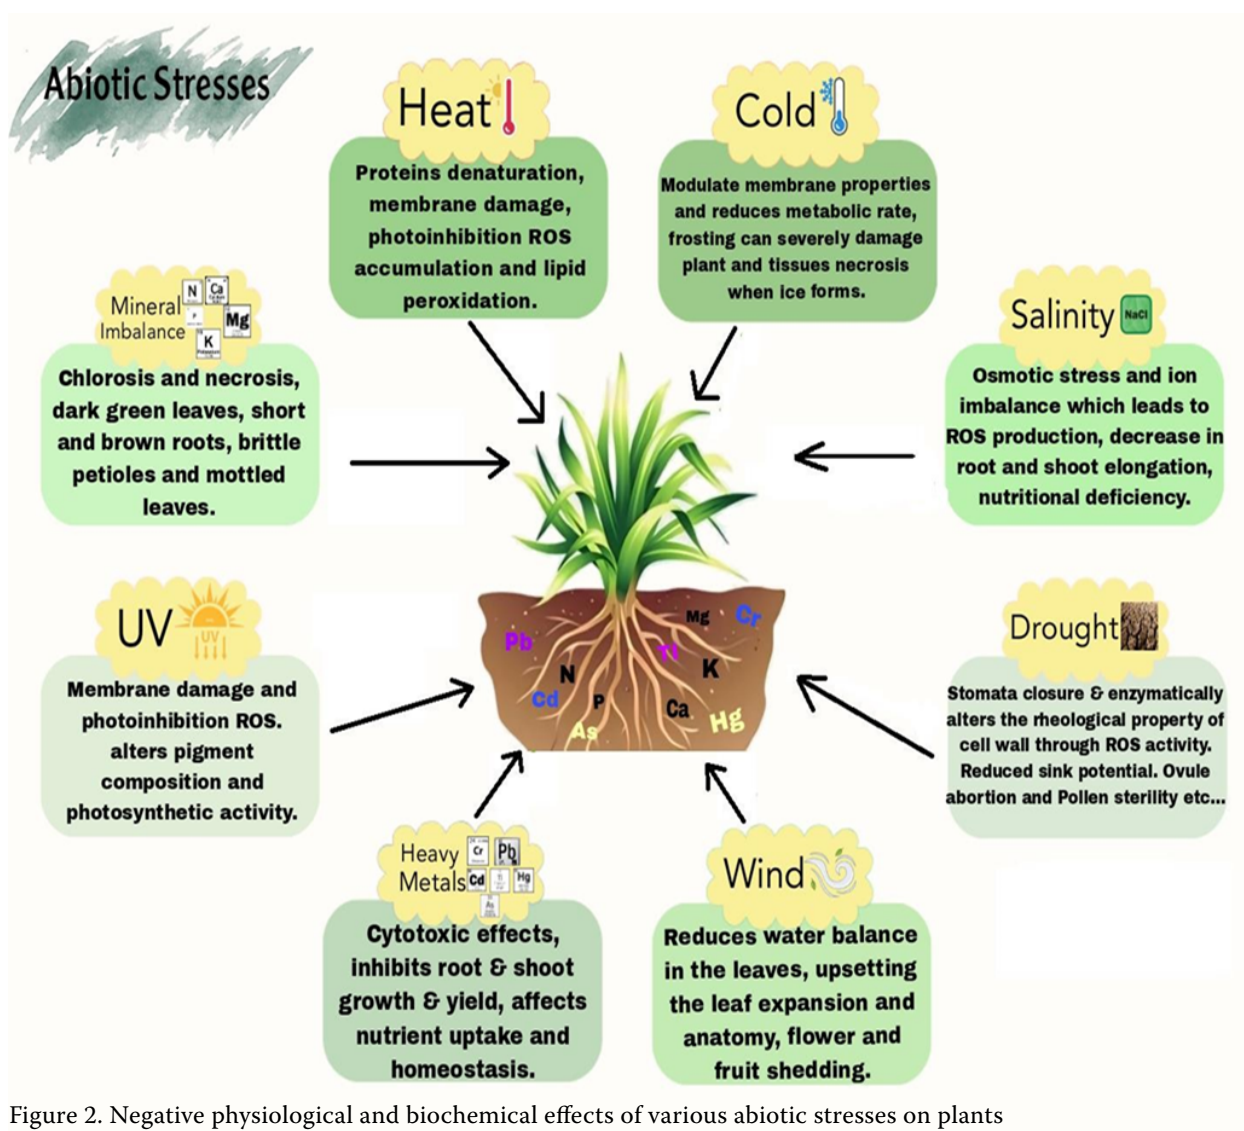 Abiotic Stresses
Heat
Proteins denaturation,
membrane damage,
photoinhibition ROS
accumulation and lipid
peroxidation.
Cold
Modulate membrane properties
and reduces metabolic rate,
frosting can severely damage
plant and tissues necrosis
when ice forms.
Mineral
Imbalance
N
Ca
P
Mg
K
Chlorosis and necrosis,
dark green leaves, short
and brown roots, brittle
petioles and mottled
leaves.
Salinity
NaCl
Osmotic stress and ion
imbalance which leads to
ROS production, decrease in
root and shoot elongation,
nutritional deficiency.
UV
UV
Membrane damage and
photoinhibition ROS.
alters pigment
composition and
photosynthetic activity.
Pb
Mg
Cr
Tl
N
K
Cd
P
Ca
As
Hg
Drought
Stomata closure & enzymatically
alters the rheological property of
cell wall through ROS activity.
Reduced sink potential. Ovule
abortion and Pollen sterility etc...
Heavy
Metals
Cr
Pb
Cd
Hg
As
Cytotoxic effects,
inhibits root & shoot
growth & yield, affects
nutrient uptake and
homeostasis.
Wind
Reduces water balance
in the leaves, upsetting
the leaf expansion and
anatomy, flower and
fruit shedding.
Figure 2. Negative physiological and biochemical effects of various abiotic stresses on plants